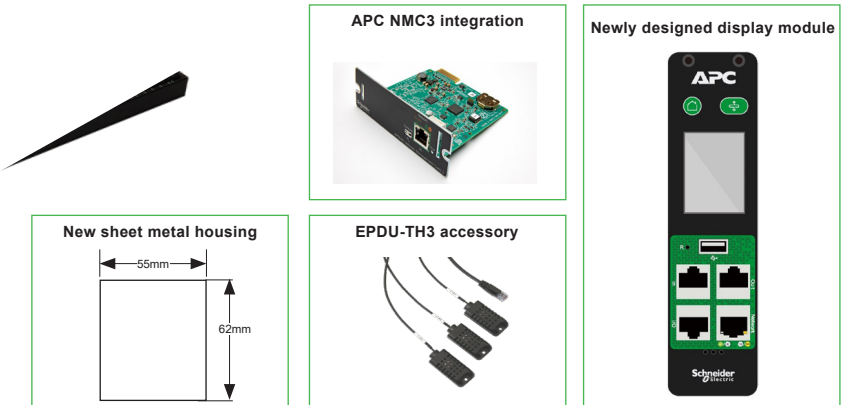 APC NMC3 integration
Newly designed display module
APC
New sheet metal housing
55mm
62mm
EPDU-TH3 accessory
R
Network
Schneider
Electric